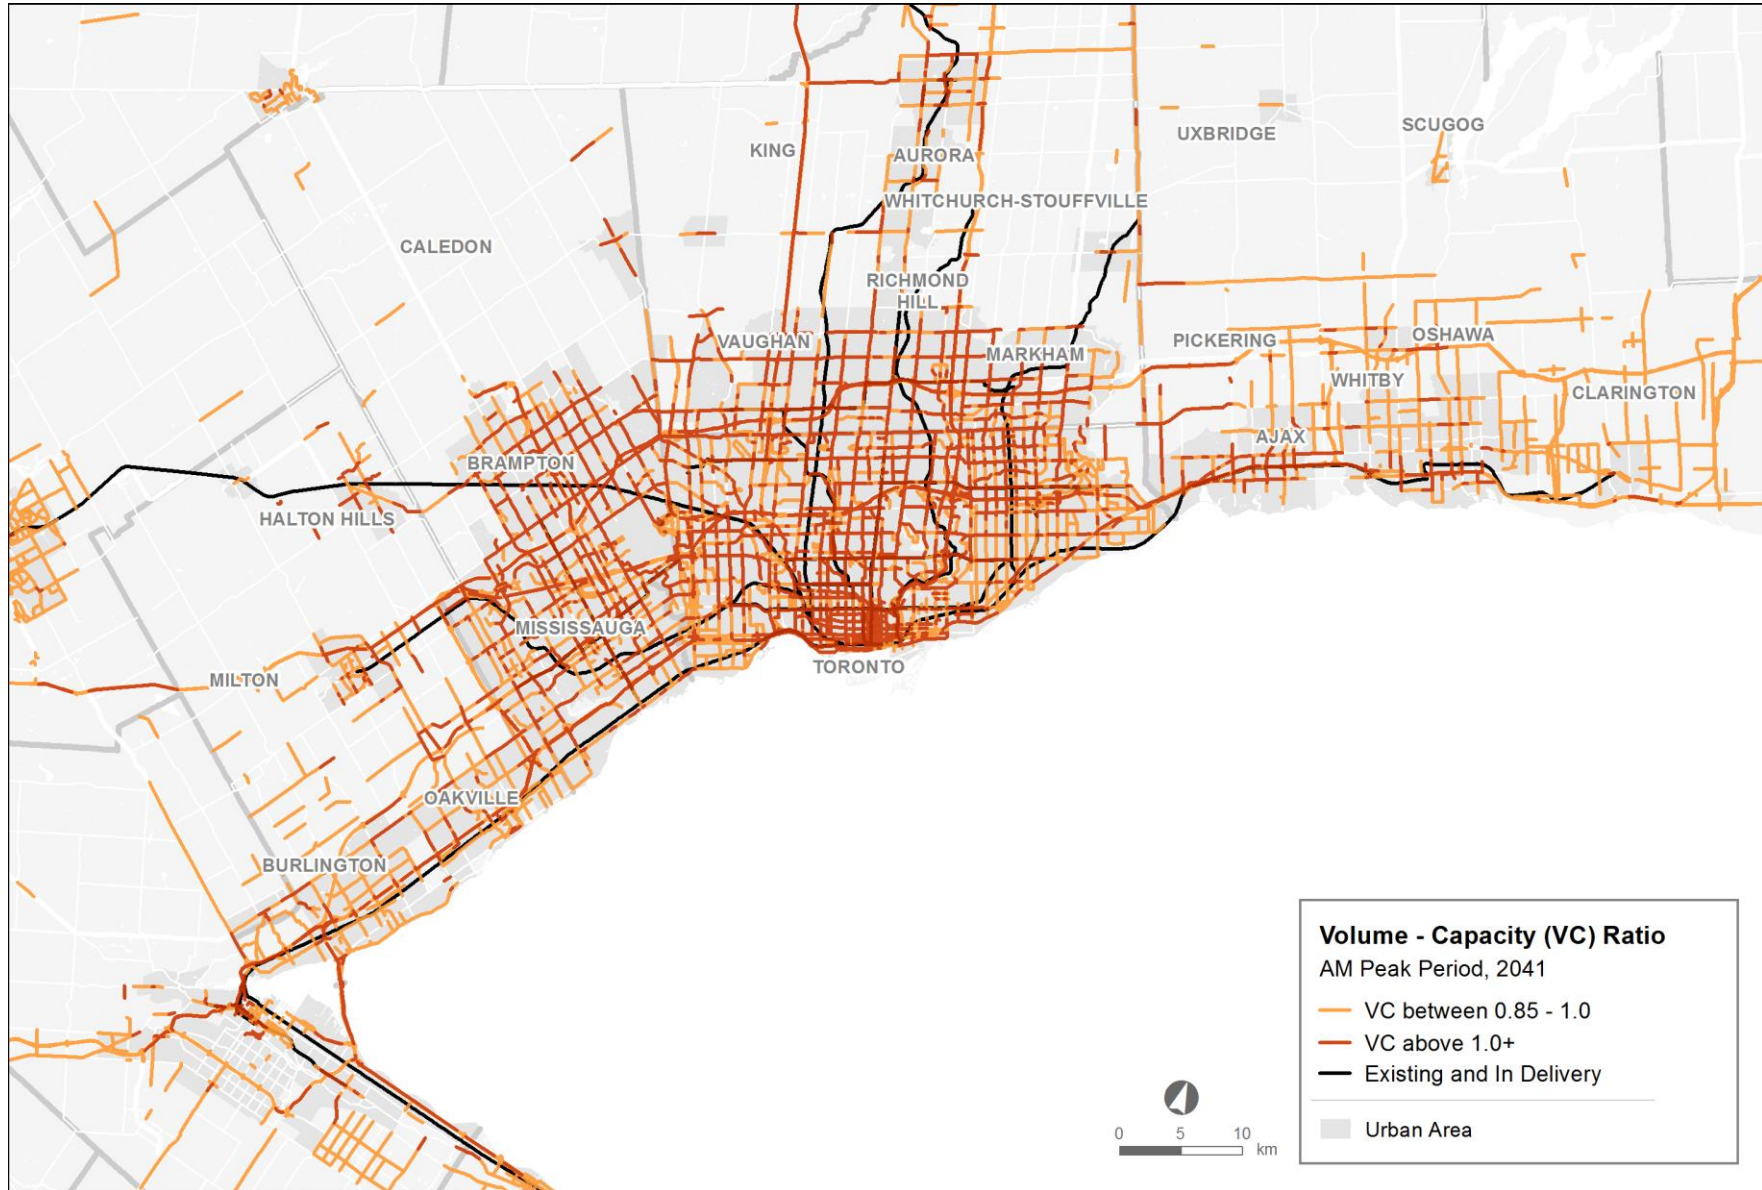 SCUGOG
UXBRIDGE
KING
AURORA
WHITCHURCH-STOUFFVILLE
CALEDON
RICHMOND
HILL
VAUGHAN
MARKHAM
PICKERING
OSHAWA
WHITBY
CLARINGTON
AJAX
BRAMPTON
HALTON HILLS
MISSISSAUGA
TORONTO
MILTON
OAKVILLE
BURLINGTON
Volume - Capacity (VC) Ratio
AM Peak Period, 2041
VC between 0.85 - 1.0
VC above 1.0+
Existing and In Delivery
Urban Area
0 5 10
km